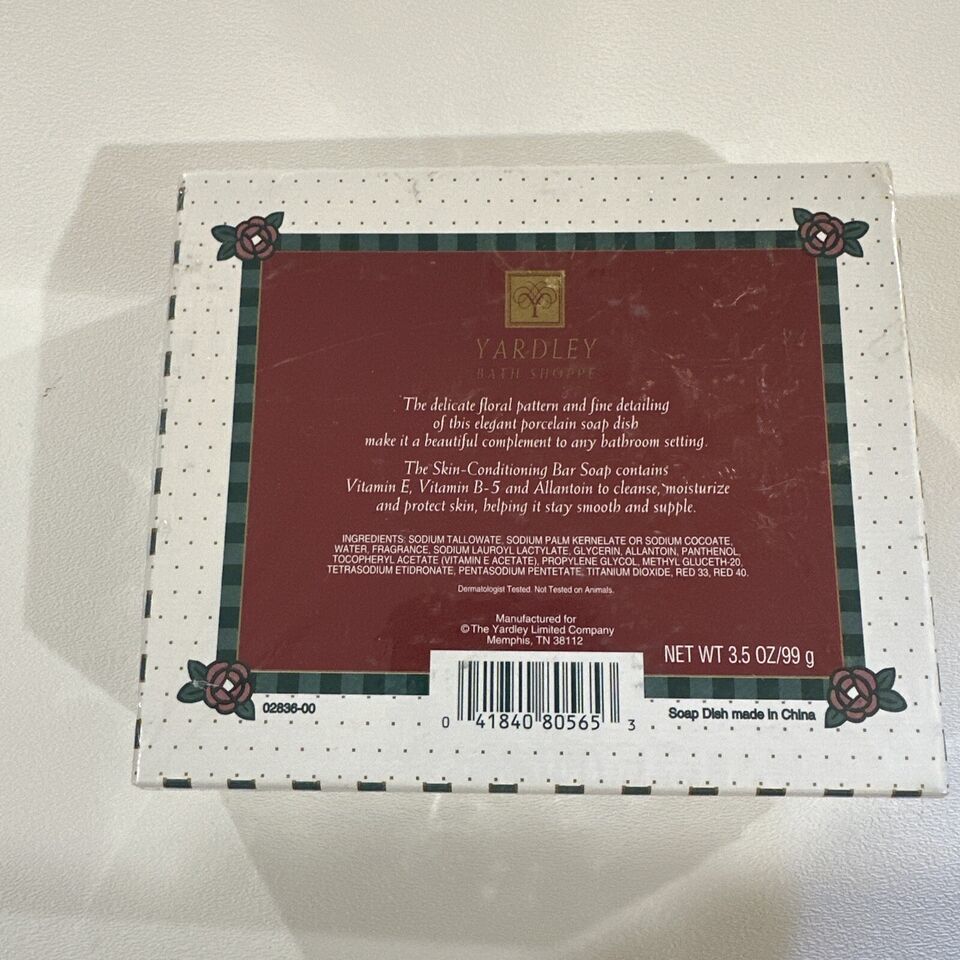 YARDLEY
BATH SHOPPE
The delicate floral pattern and fine detailing
of this elegant porcelain soap dish
make it a beautiful complement to any bathroom setting.
The Skin-Conditioning Bar Soap contains
Vitamin E, Vitamin B-5 and Allantoin to cleanse, moisturize
and protect skin, helping it stay smooth and supple.
INGREDIENTS: SODIUM TALLOWATE, SODIUM PALM KERNELATE OR SODIUM COCOATE,
WATER, FRAGRANCE, SODIUM LAUROYL LACTYLATE, GLYCERIN, ALLANTOIN, PANTHENOL,
TOCOPHERYL ACETATE (VITAMIN E ACETATE), PROPYLENE GLYCOL, METHYL GLUCETH-20,
TETRASODIUM ETIDRONATE, PENTASODIUM PENTETATE, TITANIUM DIOXIDE, RED 33, RED 40.
Dermatologist Tested. Not Tested on Animals.
Manufactured for
© The Yardley Limited Company
Memphis, TN 38112
NET WT 3.5 OZ/99 g
02836-00
0 41840 80565 3
Soap Dish made in China